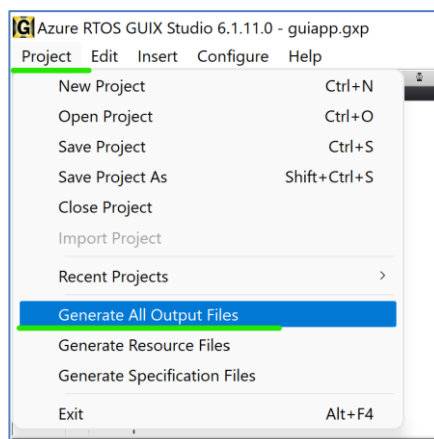 Azure RTOS GUIX Studio 6.1.11.0 - guiapp.gxp
Project Edit Insert Configure Help
New Project Ctrl+N
Open Project Ctrl+O
Save Project Ctrl+S
Save Project As Shift+Ctrl+S
Close Project
Import Project
Recent Projects >
Generate All Output Files
Generate Resource Files
Generate Specification Files
Exit Alt+F4